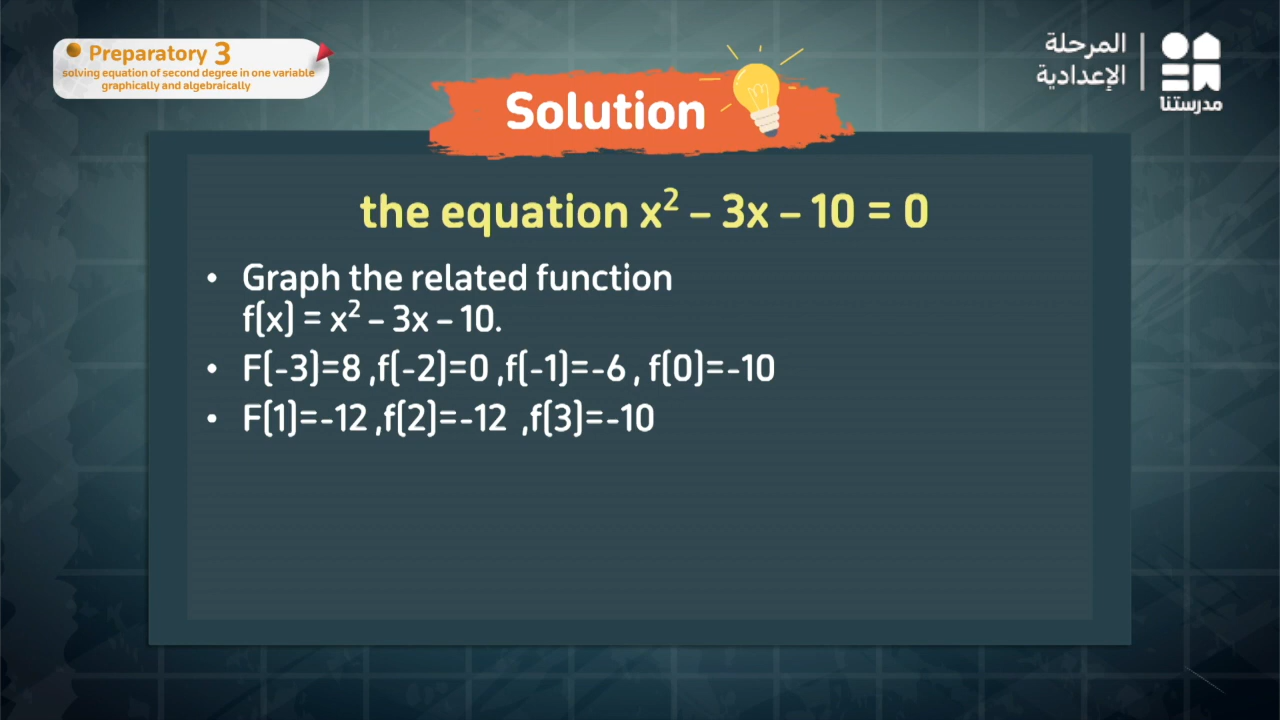 Preparatory 3
solving equation of second degree in one variable
graphically and algebraically
المرحلة
الإعدادية
مدرستنا
Solution
the equation x² – 3x – 10 = 0
• Graph the related function
f(x) = x² – 3x – 10.
• F(-3)=8 ,f(-2)=0 ,f(-1)=-6 , f(0)=-10
• F(1)=-12 ,f(2)=-12 ,f(3)=-10